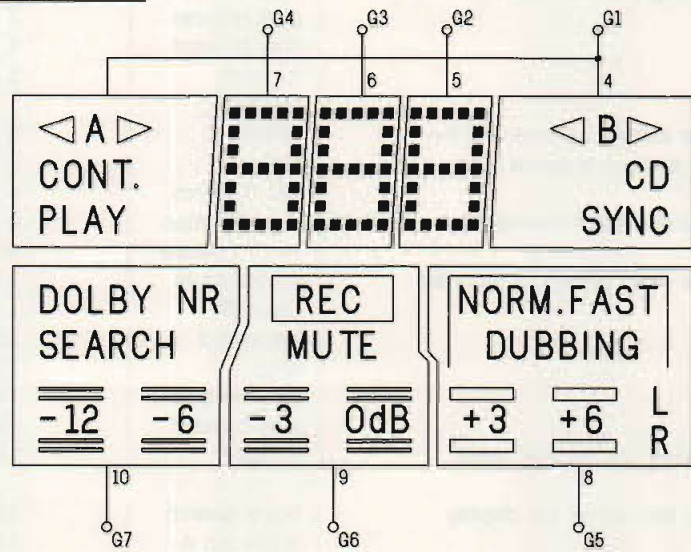 G4 G3 G2 G1
7 6 5 4
◁ A ▷ 888 ◁ B ▷
CONT. CD
PLAY SYNC
DOLBY NR REC NORM.FAST
SEARCH MUTE DUBBING
-12 -6 -3 0dB +3 +6 L
R
10 9 8
G7 G6 G5